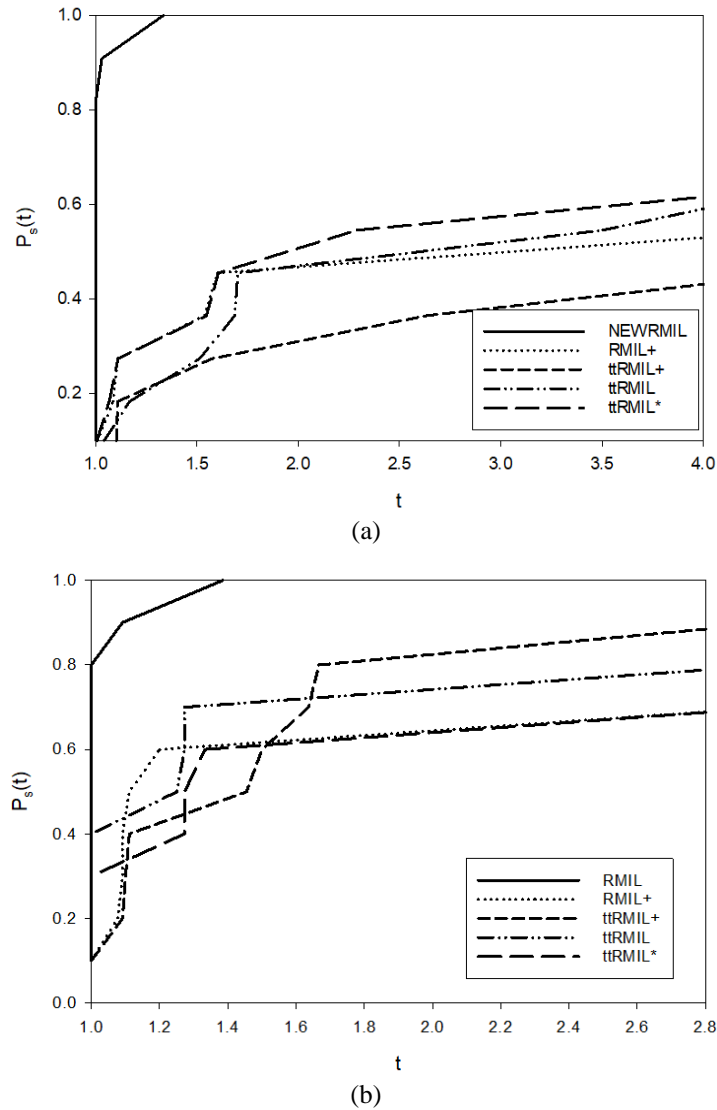 1.0
0.8
0.6
0.4
0.2
P_s(t)
NEWRMIL
RMIL+
ttRMIL+
ttRMIL
ttRMIL*
1.0 1.5 2.0 2.5 3.0 3.5 4.0
t
(a)
1.0
0.8
0.6
0.4
0.2
0.0
P_s(t)
RMIL
RMIL+
ttRMIL+
ttRMIL
ttRMIL*
1.0 1.2 1.4 1.6 1.8 2.0 2.2 2.4 2.6 2.8
t
(b)